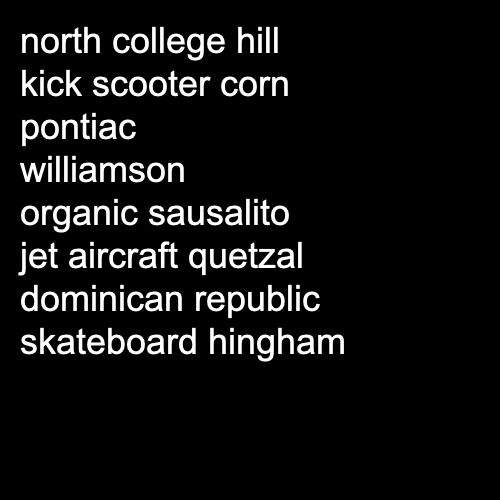 north college hill
kick scooter corn
pontiac
williamson
organic sausalito
jet aircraft quetzal
dominican republic
skateboard hingham